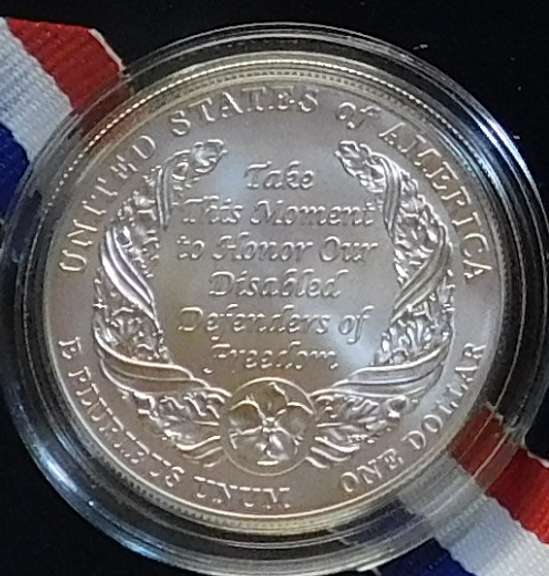 UNITED STATES of AMERICA
Take
This Moment
to Honor Our
Disabled
Defenders of
Freedom
E PLURIBUS UNUM
ONE DOLLAR